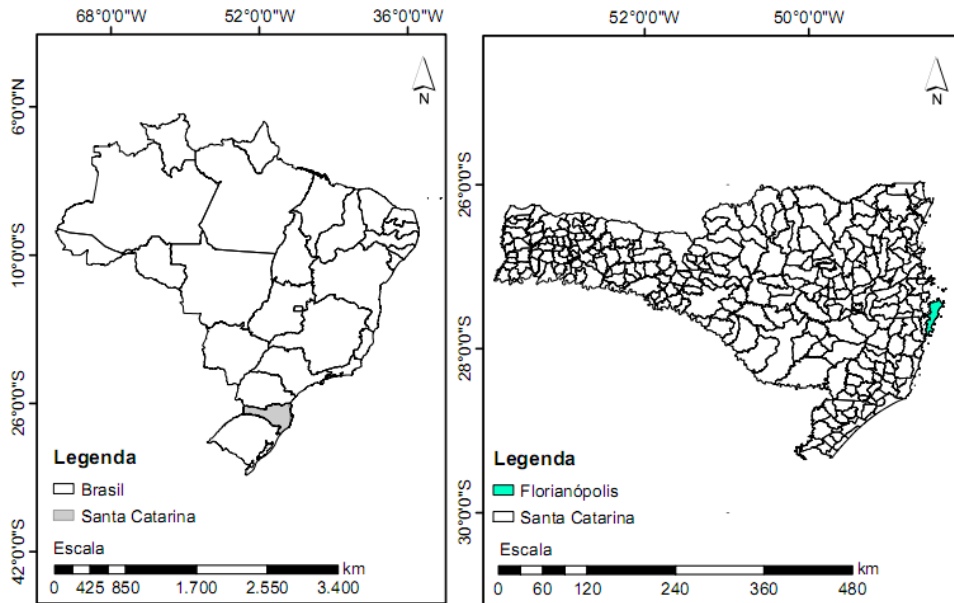 68°0'0"W 52°0'0"W 36°0'0"W
6°0'0"N
10°0'0"S
26°0'0"S
42°0'0"S
N
Legenda
Brasil
Santa Catarina
Escala
km
0 425 850 1.700 2.550 3.400
52°0'0"W 50°0'0"W
26°0'0"S
28°0'0"S
30°0'0"S
N
Legenda
Florianópolis
Santa Catarina
Escala
km
0 30 60 120 240 360 480